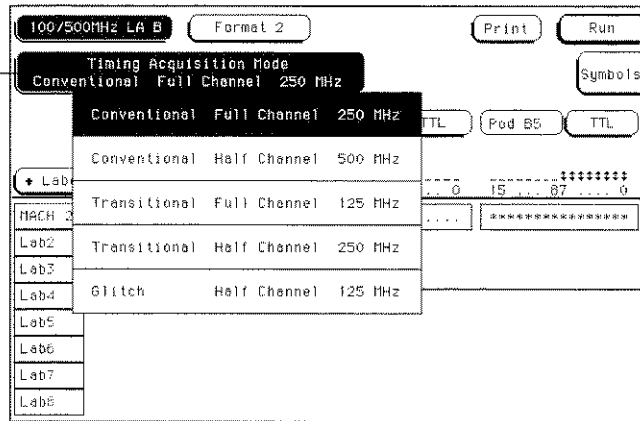 100/500MHz LA B Format 2 Print Run
Timing Acquisition Mode
Conventional Full Channel 250 MHz
Symbols
Conventional Full Channel 250 MHz
TTL Pod B5 TTL
Conventional Half Channel 500 MHz
+ Lab
... 0 15 ... 87 .... 0
Transitional Full Channel 125 MHz
MACH 2 .... ****************
Lab2
Transitional Half Channel 250 MHz
Lab3
Lab4
Glitch Half Channel 125 MHz
Lab5
Lab6
Lab7
Lab8